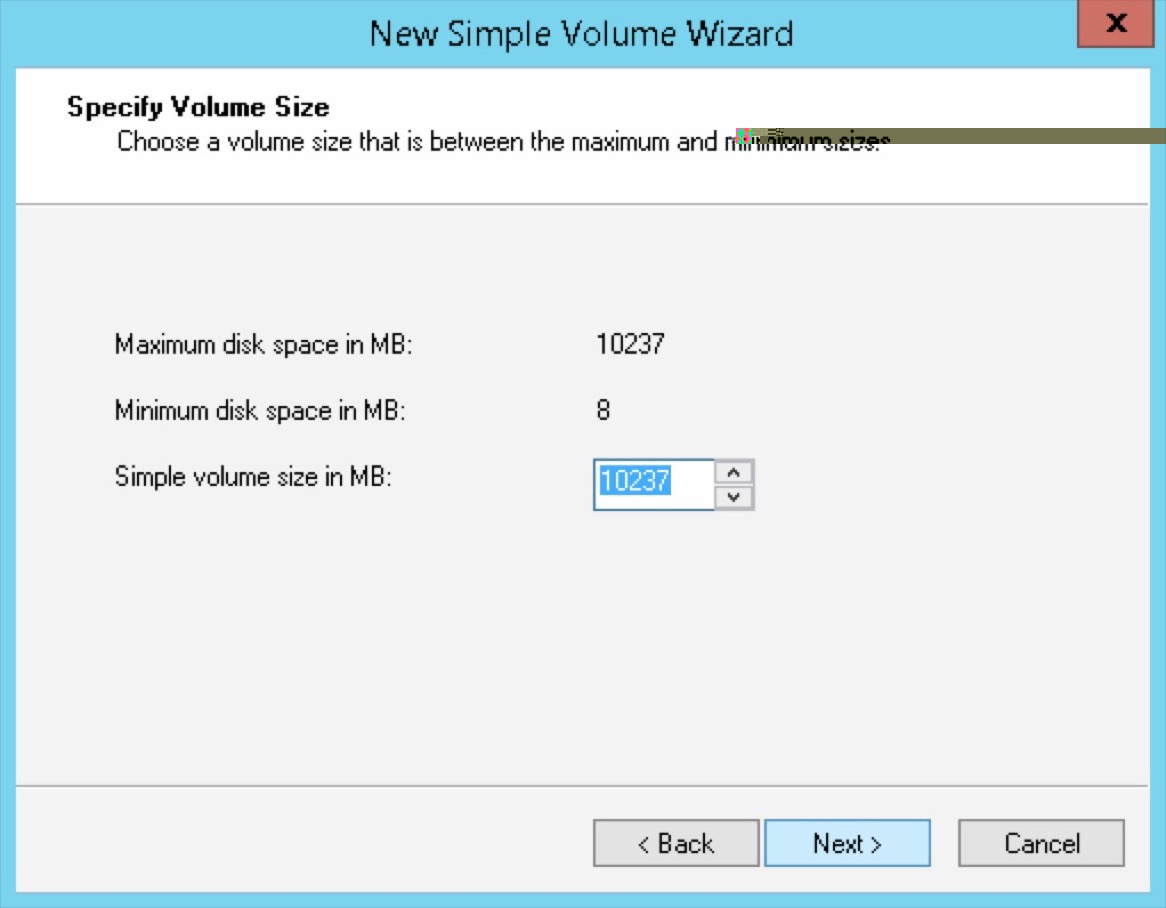 New Simple Volume Wizard
x
Specify Volume Size
Choose a volume size that is between the maximum and minimum sizes.
Maximum disk space in MB: 10237
Minimum disk space in MB: 8
Simple volume size in MB: 10237
< Back Next > Cancel